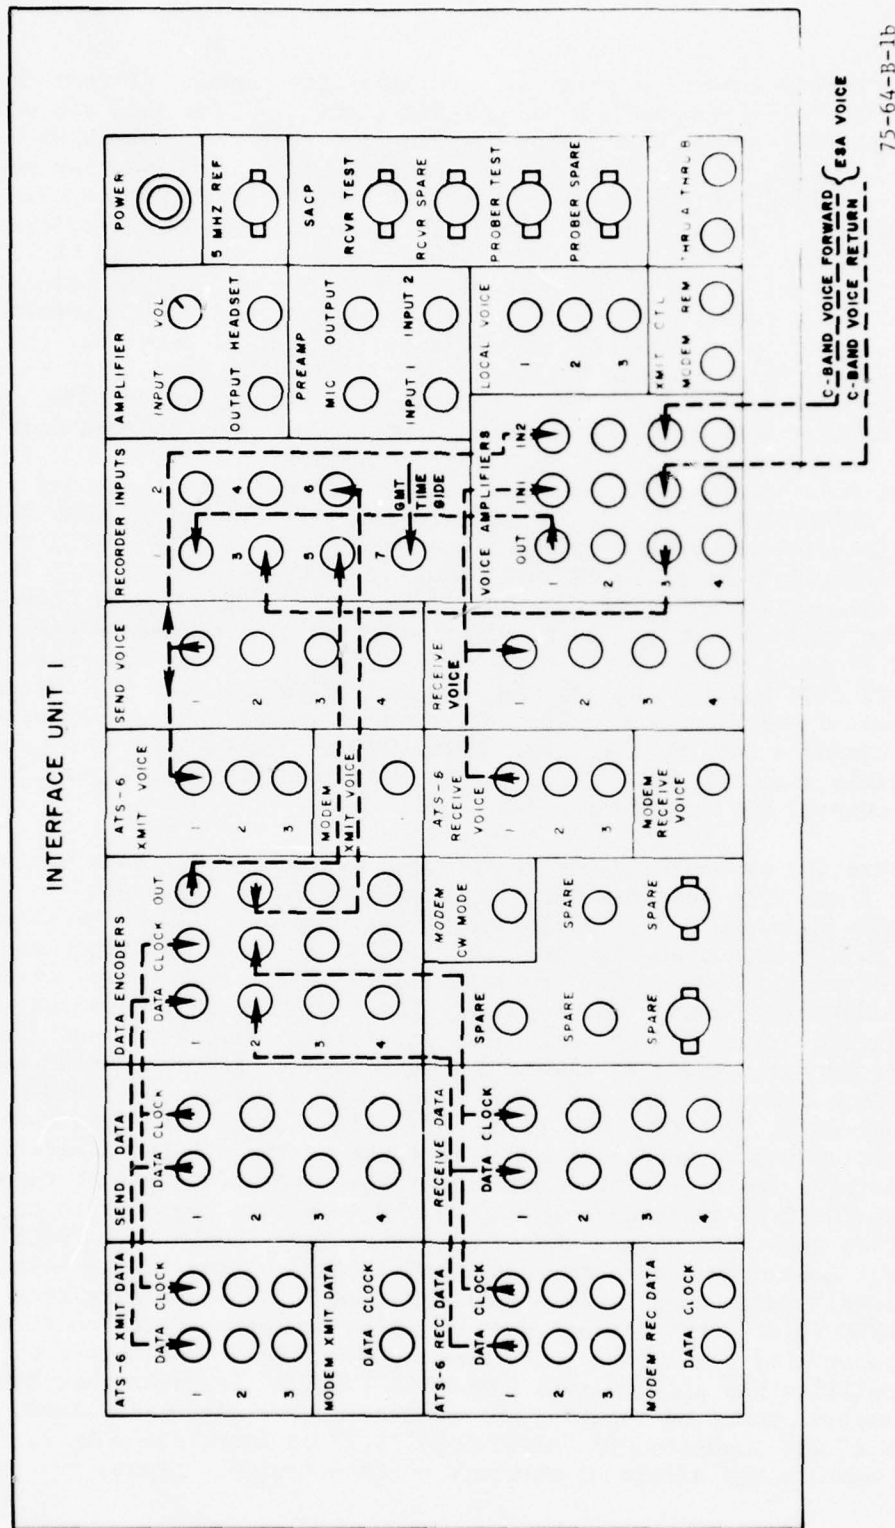 INTERFACE UNIT I
ATS-6 XMIT DATA
DATA CLOCK
1
2
3
MODEM XMIT DATA
DATA CLOCK
SEND DATA
DATA CLOCK
1
2
3
4
DATA ENCODERS
DATA CLOCK OUT
1
2
3
4
ATS-6
XMIT VOICE
1
2
3
MODEM
XMIT VOICE
SEND VOICE
1
2
3
4
RECORDER INPUTS
1
2
3
4
5
6
7
GMT
TIME
SIDE
AMPLIFIER
INPUT VOL
OUTPUT HEADSET
PREAMP
MIC OUTPUT
INPUT 1 INPUT 2
POWER
5 MHZ REF
SACP
RCVR TEST
RCVR SPARE
PROBER TEST
PROBER SPARE
ATS-6 REC DATA
DATA CLOCK
1
2
3
MODEM REC DATA
DATA CLOCK
RECEIVE DATA
DATA CLOCK
1
2
3
4
SPARE
MODEM
CW MODE
SPARE
SPARE
SPARE
SPARE
ATS-6
RECEIVE
VOICE
1
2
3
MODEM
RECEIVE
VOICE
RECEIVE
VOICE
1
2
3
4
VOICE AMPLIFIERS
OUT IN1 IN2
1
2
3
4
LOCAL VOICE
1
2
3
XMIT CTL
MODEM REM
THRU A THRU B
C-BAND VOICE FORWARD
C-BAND VOICE RETURN
ESA VOICE
75-64-B-1b